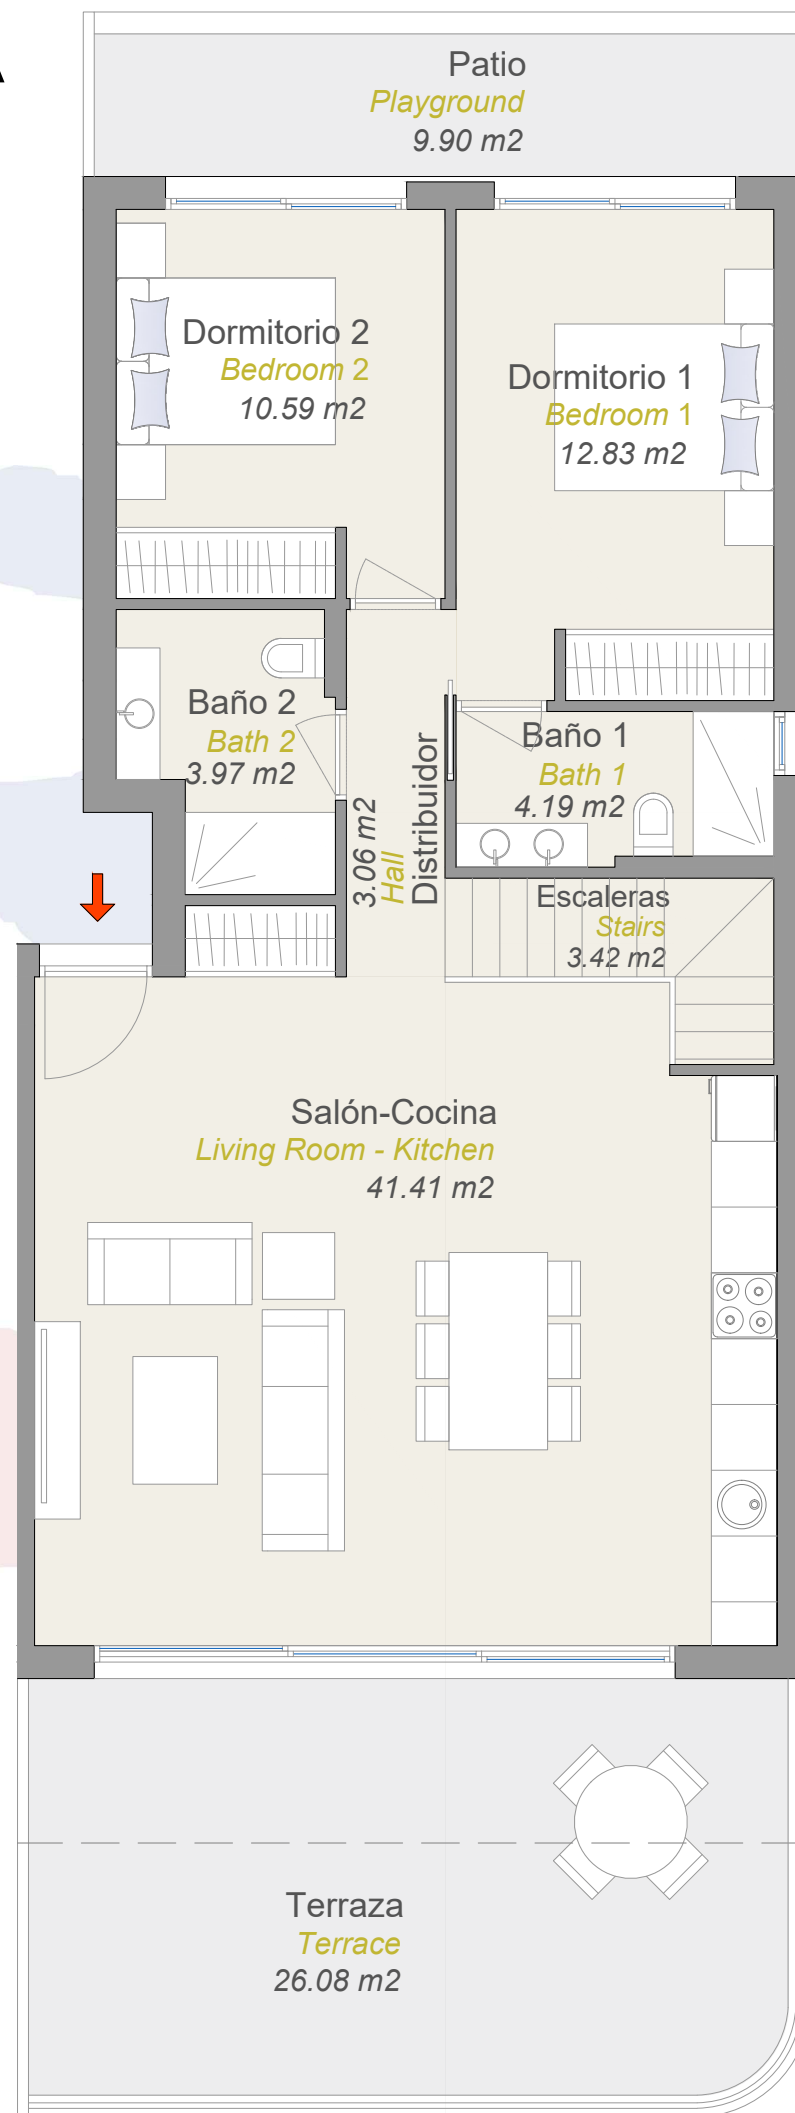 Patio
Playground
9.90 m2
Dormitorio 2
Bedroom 2
10.59 m2
Dormitorio 1
Bedroom 1
12.83 m2
Baño 2
Bath 2
3.97 m2
Baño 1
Bath 1
4.19 m2
Distribuidor
Hall
3.06 m2
Escaleras
Stairs
3.42 m2
Salón-Cocina
Living Room - Kitchen
41.41 m2
Terraza
Terrace
26.08 m2